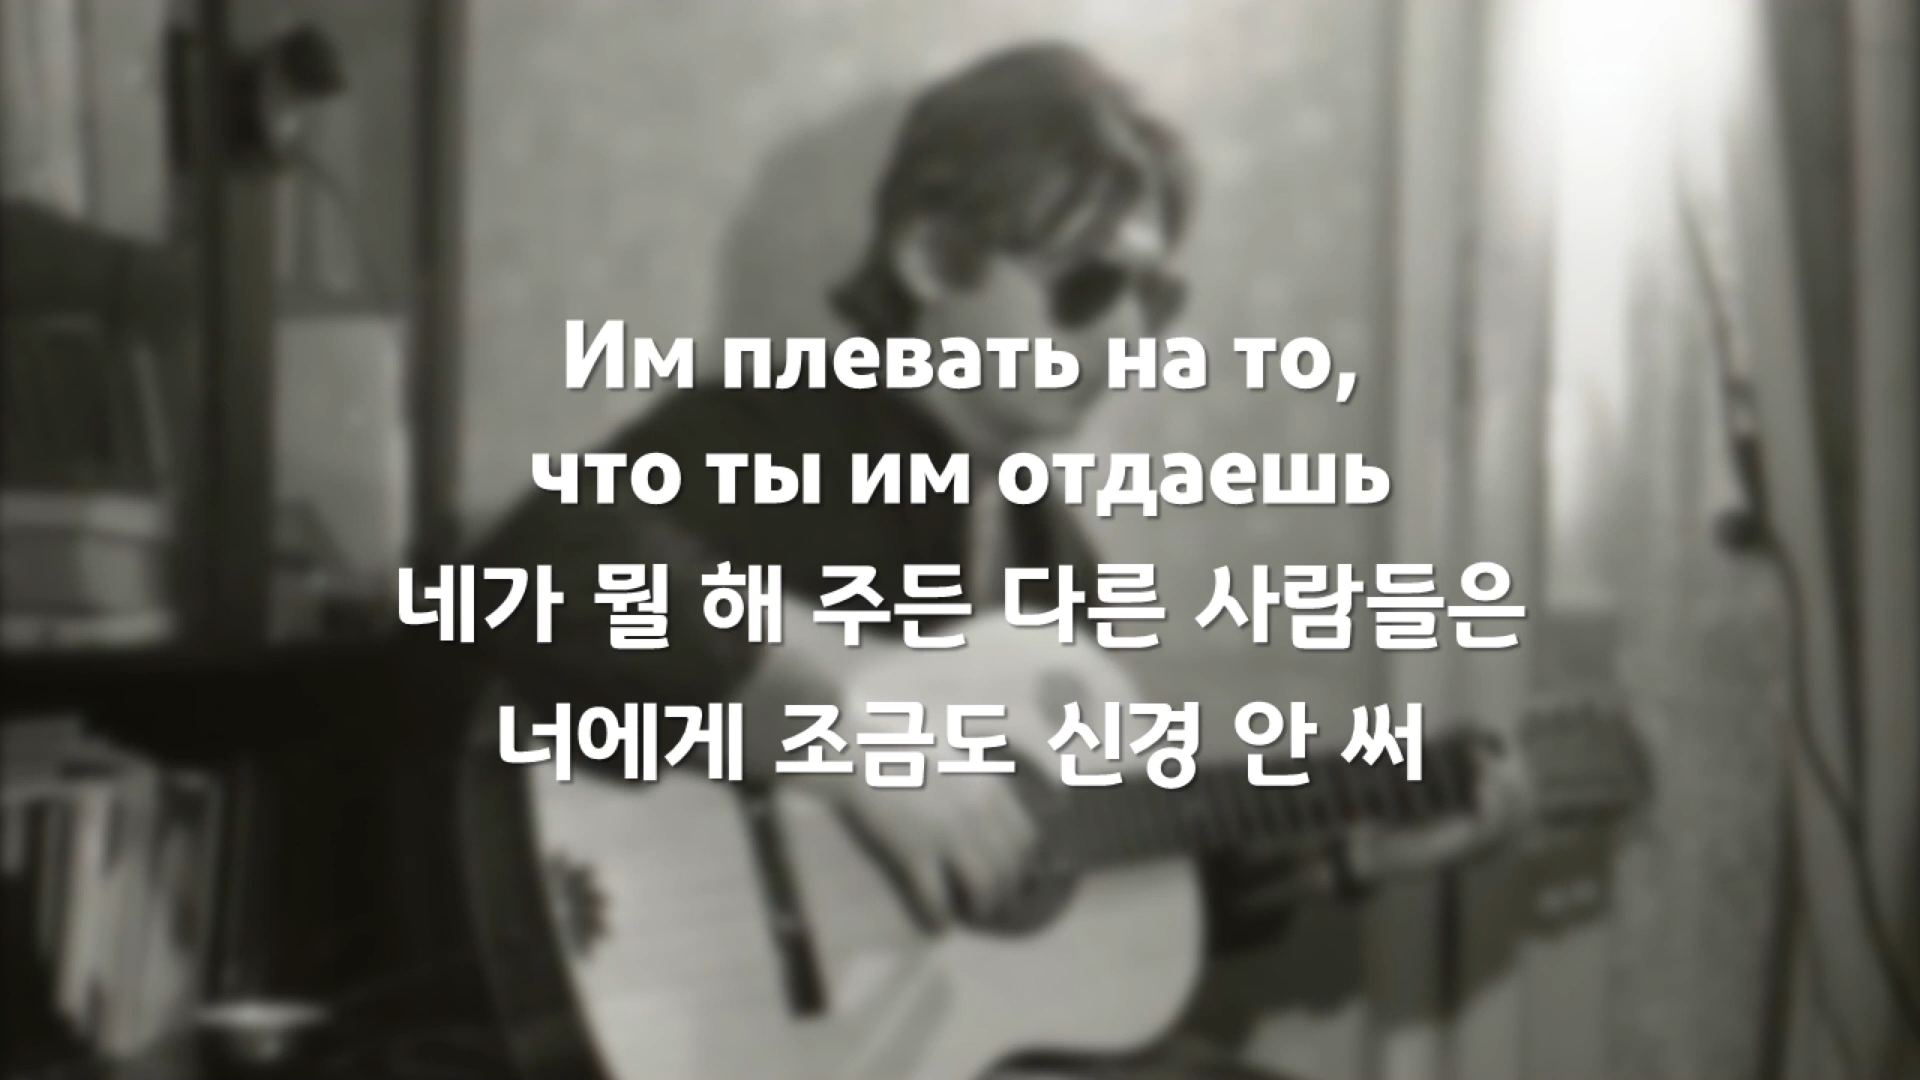 Им плевать на то,
что ты им отдаешь
네가 뭘 해 주든 다른 사람들은
너에게 조금도 신경 안 써